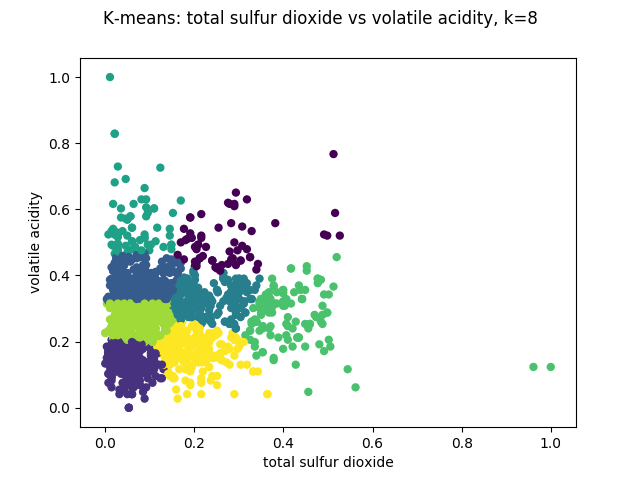 K-means: total sulfur dioxide vs volatile acidity, k=8
1.0
0.8
0.6
0.4
0.2
0.0
volatile acidity
0.0 0.2 0.4 0.6 0.8 1.0
total sulfur dioxide